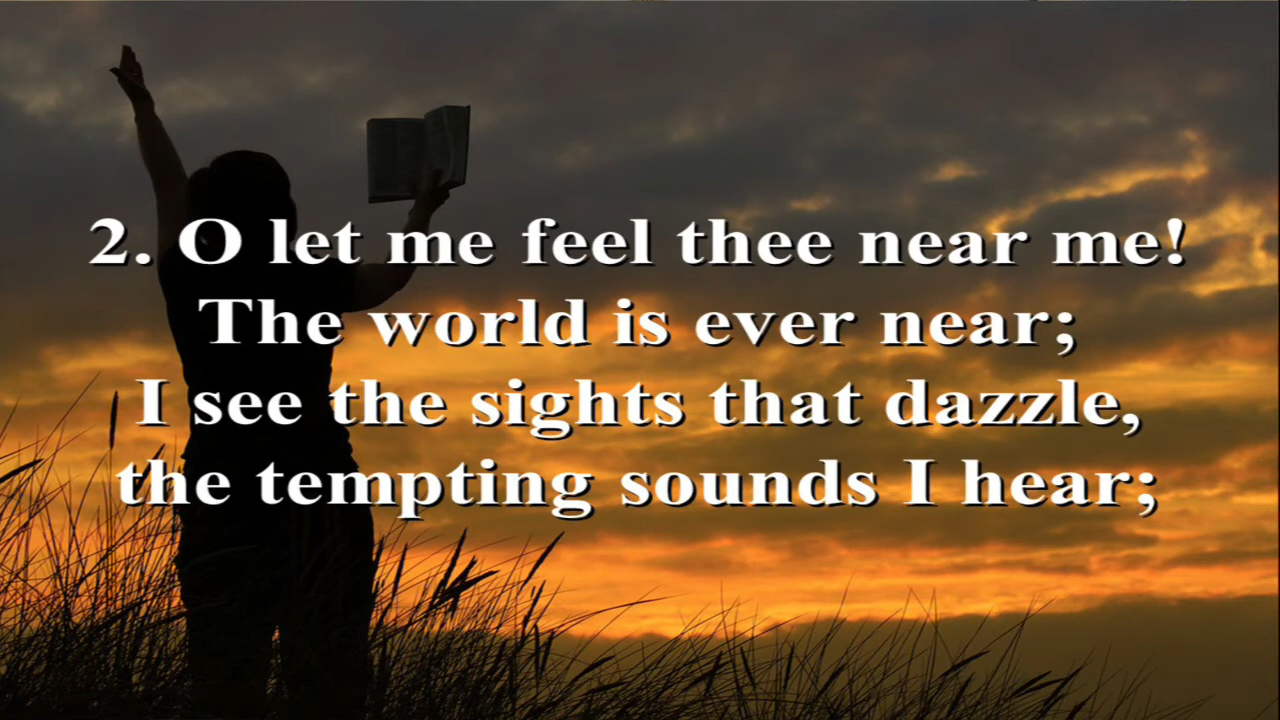 2. O let me feel thee near me!
The world is ever near;
I see the sights that dazzle,
the tempting sounds I hear;